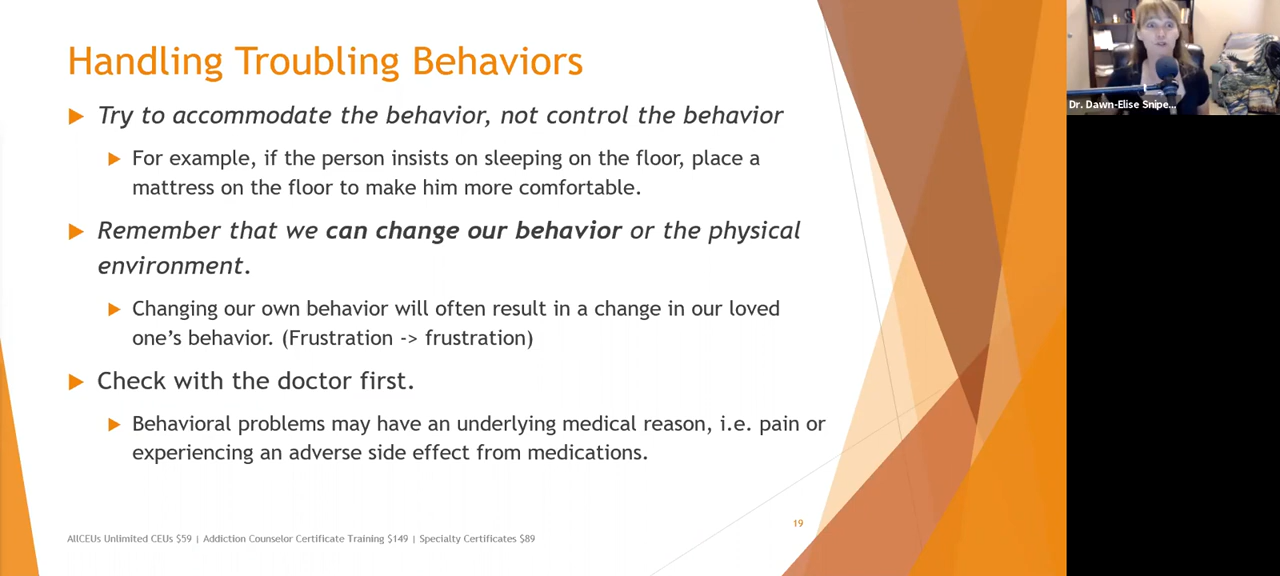 Handling Troubling Behaviors
Try to accommodate the behavior, not control the behavior
For example, if the person insists on sleeping on the floor, place a
mattress on the floor to make him more comfortable.
Remember that we can change our behavior or the physical
environment.
Changing our own behavior will often result in a change in our loved
one’s behavior. (Frustration -> frustration)
Check with the doctor first.
Behavioral problems may have an underlying medical reason, i.e. pain or
experiencing an adverse side effect from medications.
19
AllCEUs Unlimited CEUs $59 | Addiction Counselor Certificate Training $149 | Specialty Certificates $89
Dr. Dawn-Elise Snipe...